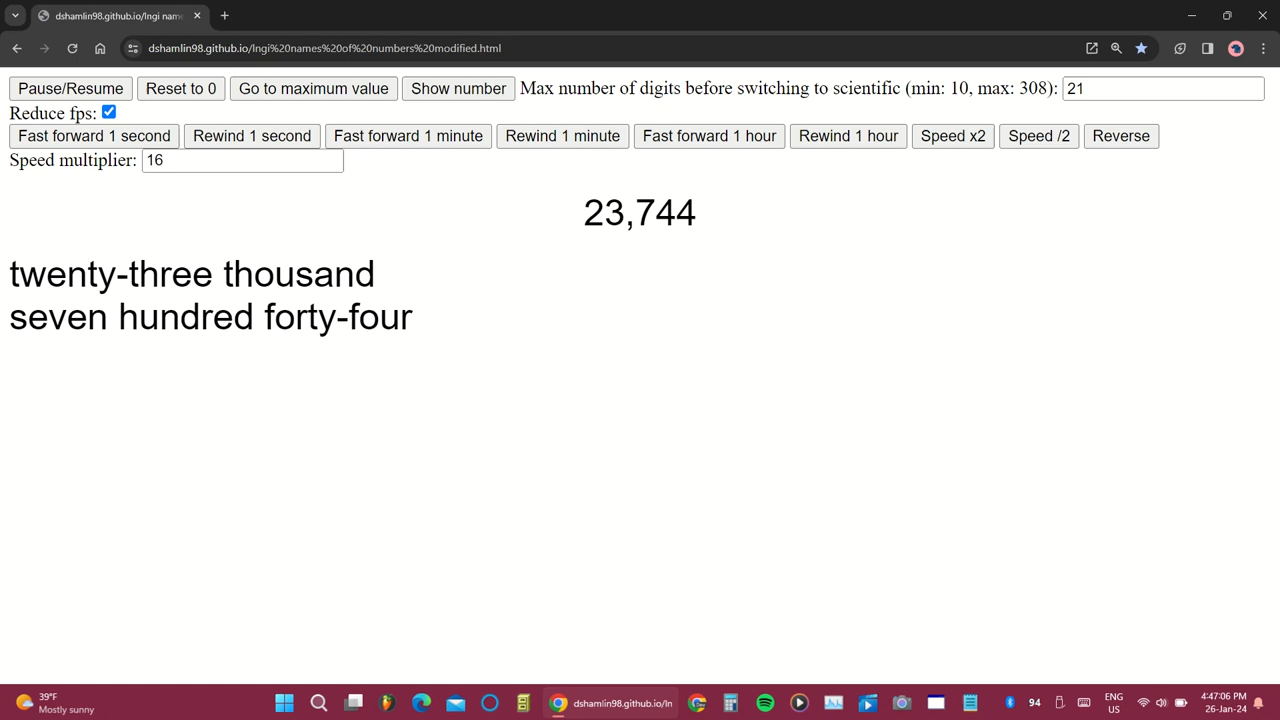 dshamlin98.github.io/lngi name
dshamlin98.github.io/lngi%20names%20of%20numbers%20modified.html
Pause/Resume Reset to 0 Go to maximum value Show number Max number of digits before switching to scientific (min: 10, max: 308): 21
Reduce fps:
Fast forward 1 second Rewind 1 second Fast forward 1 minute Rewind 1 minute Fast forward 1 hour Rewind 1 hour Speed x2 Speed /2 Reverse
Speed multiplier: 16
23,744
twenty-three thousand
seven hundred forty-four
39°F
Mostly sunny
dshamlin98.github.io/ln
94
ENG
US
4:47:06 PM
26-Jan-24